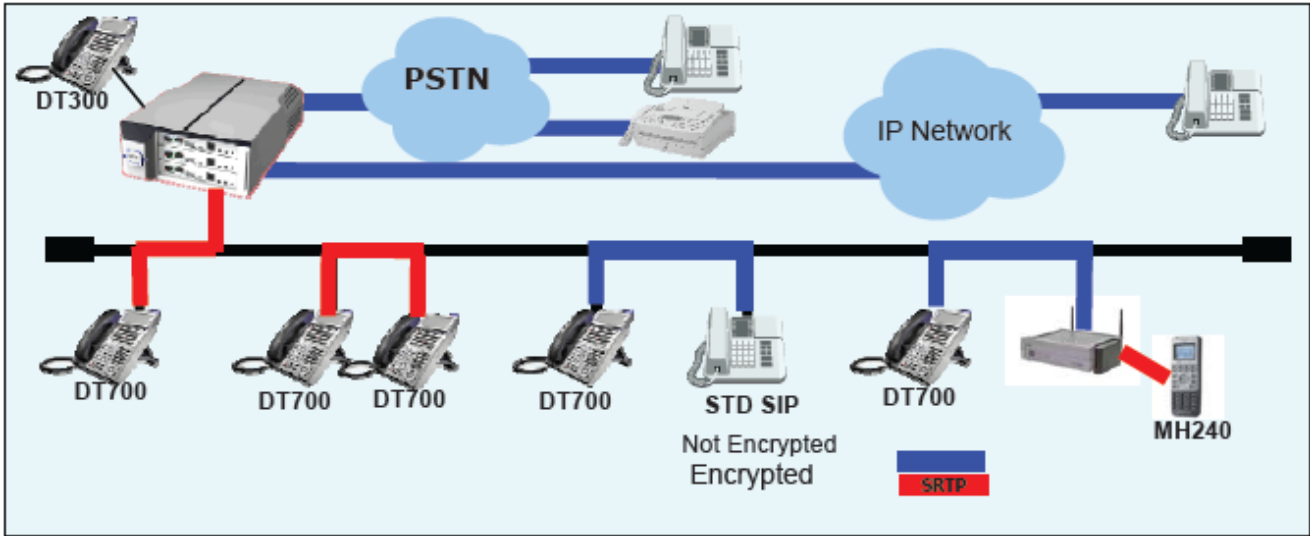 DT300
PSTN
IP Network
DT700
DT700
DT700
DT700
STD SIP
DT700
MH240
Not Encrypted
Encrypted
SRTP